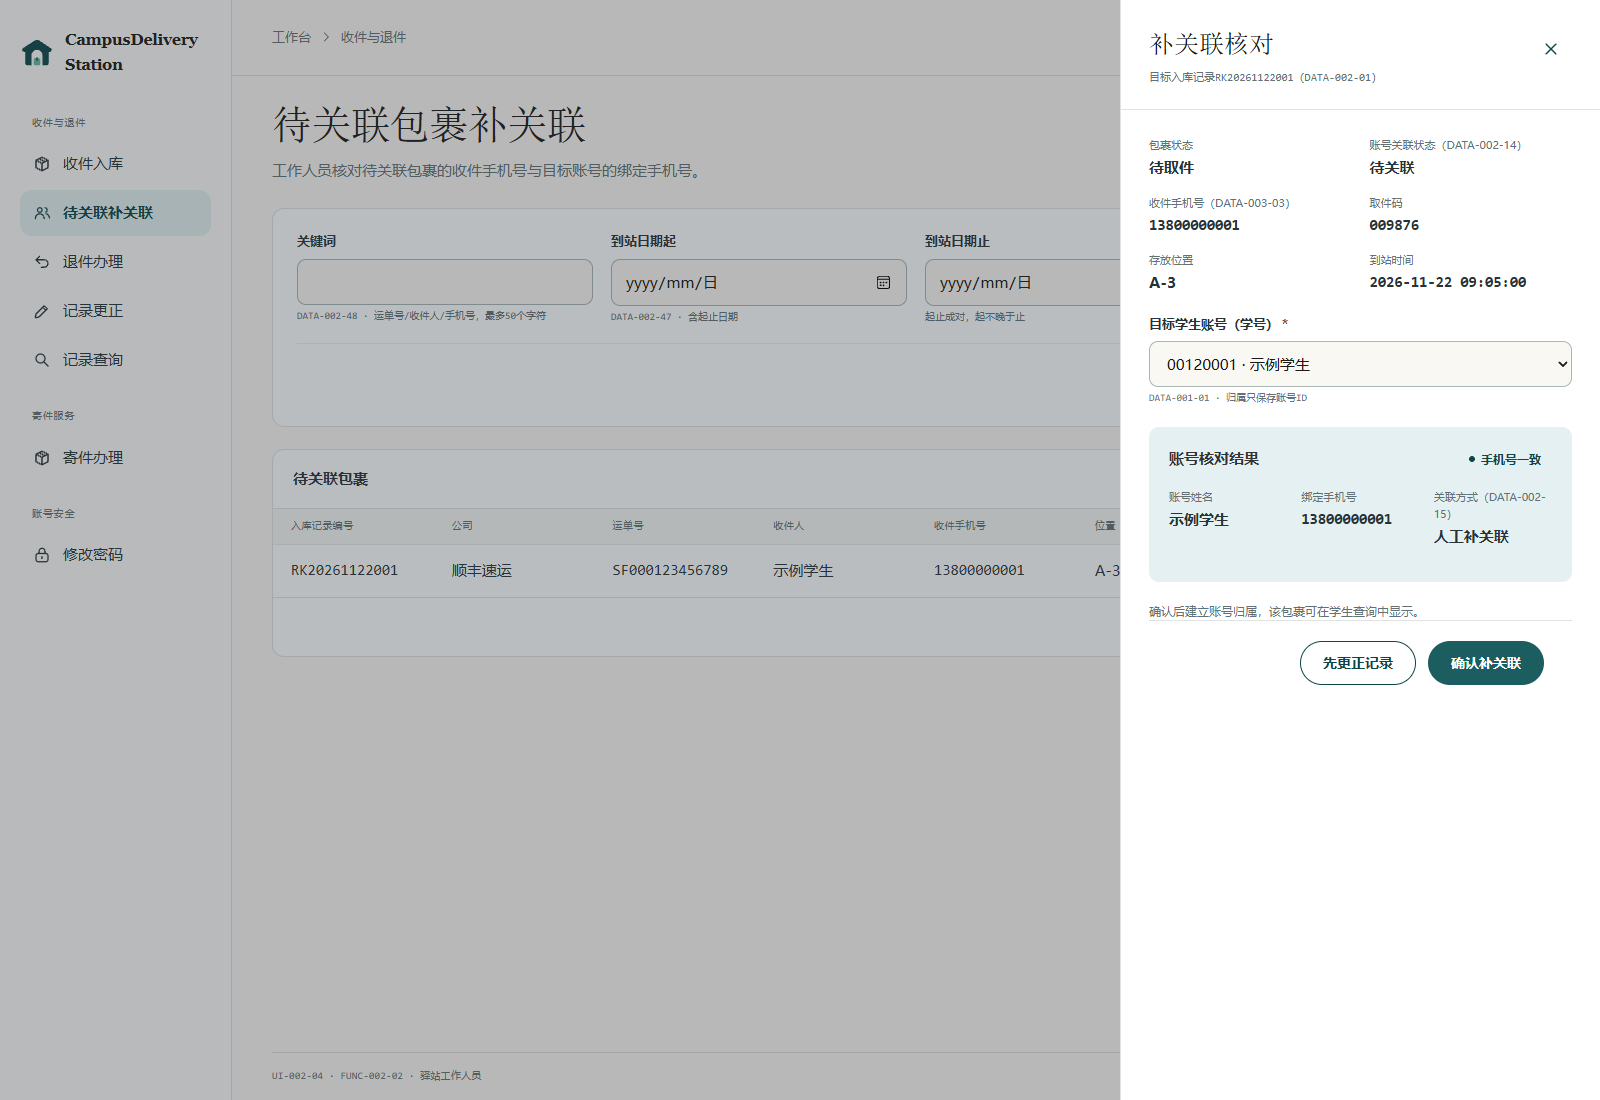 CampusDelivery
Station
收件与退件
收件入库
待关联补关联
退件办理
记录更正
记录查询
寄件服务
寄件办理
账号安全
修改密码
工作台 > 收件与退件
待关联包裹补关联
工作人员核对待关联包裹的收件手机号与目标账号的绑定手机号。
关键词
DATA-002-48 · 运单号/收件人/手机号，最多50个字符
到站日期起
yyyy/mm/日
DATA-002-47 · 含起止日期
到站日期止
yyyy/mm/日
起止成对，起不晚于止
待关联包裹
入库记录编号 公司 运单号 收件人 收件手机号 位置
RK20261122001 顺丰速运 SF000123456789 示例学生 13800000001 A-3
UI-002-04 · FUNC-002-02 · 驿站工作人员
补关联核对
目标入库记录RK20261122001（DATA-002-01）
包裹状态
待取件
账号关联状态（DATA-002-14）
待关联
收件手机号（DATA-003-03）
13800000001
取件码
009876
存放位置
A-3
到站时间
2026-11-22 09:05:00
目标学生账号（学号） *
00120001 · 示例学生
DATA-001-01 · 归属只保存账号ID
账号核对结果
手机号一致
账号姓名
示例学生
绑定手机号
13800000001
关联方式（DATA-002-
15）
人工补关联
确认后建立账号归属，该包裹可在学生查询中显示。
先更正记录
确认补关联